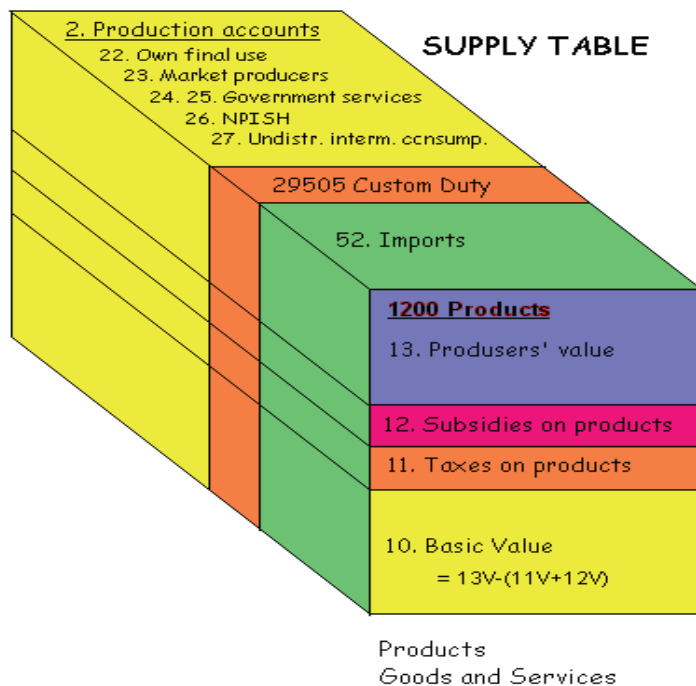 2. Production accounts
SUPPLY TABLE
22. Own final use
23. Market producers
24. 25. Government services
26. NPISH
27. Undistr. interm. ccnsump.
29505 Custom Duty
52. Imports
1200 Products
13. Produsers' value
12. Subsidies on products
11. Taxes on products
10. Basic Value
= 13V-(11V+12V)
Products
Goods and Services